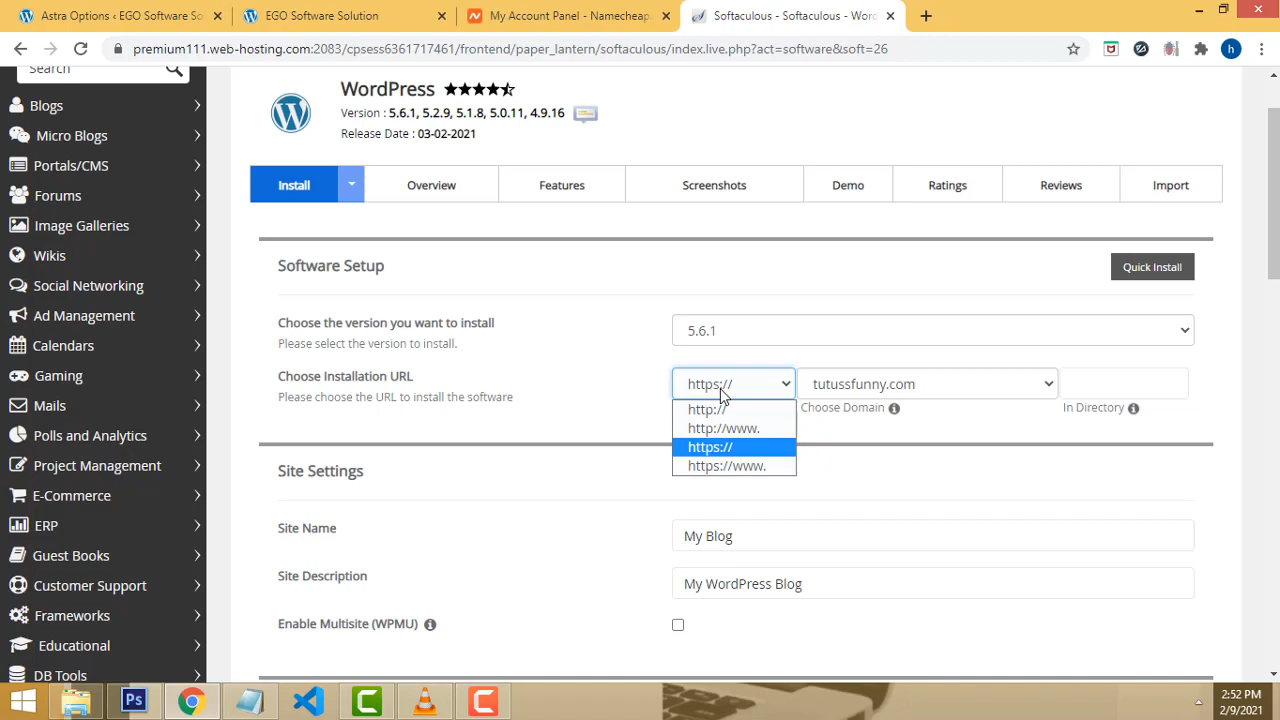 Astra Options ‹ EGO Software So
EGO Software Solution
My Account Panel - Namecheap.
Softaculous - Softaculous - Wor
premium111.web-hosting.com:2083/cpsess6361717461/frontend/paper_lantern/softaculous/index.live.php?act=software&soft=26
h
Search
Blogs
Micro Blogs
Portals/CMS
Forums
Image Galleries
Wikis
Social Networking
Ad Management
Calendars
Gaming
Mails
Polls and Analytics
Project Management
E-Commerce
ERP
Guest Books
Customer Support
Frameworks
Educational
DB Tools
WordPress
Version : 5.6.1, 5.2.9, 5.1.8, 5.0.11, 4.9.16
Release Date : 03-02-2021
Install
Overview
Features
Screenshots
Demo
Ratings
Reviews
Import
Software Setup
Quick Install
Choose the version you want to install
Please select the version to install.
5.6.1
Choose Installation URL
Please choose the URL to install the software
https://
tutussfunny.com
Choose Domain
In Directory
http://
http://www.
https://
https://www.
Site Settings
Site Name
My Blog
Site Description
My WordPress Blog
Enable Multisite (WPMU)
Ps
2:52 PM
2/9/2021